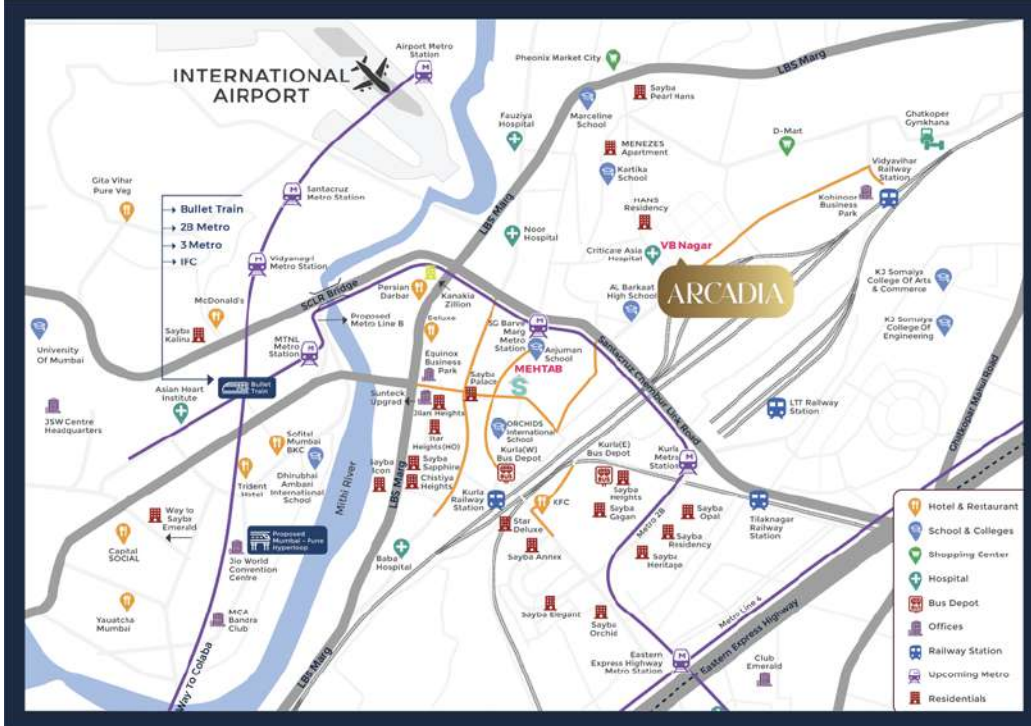 Airport Metro
Station
INTERNATIONAL
AIRPORT
Pheonix Market City
LBS Marg
Sayba
Pearl Hans
Marceline
School
Fauziya
Hospital
MENEZES
Apartment
D-Mart
Ghatkoper
Gymkhana
Kartika
School
Vidyavihar
Railway
Station
Kohinoor
Business
Park
Gita Vihar
Pure Veg
Santacruz
Metro Station
Bullet Train
2B Metro
3 Metro
IFC
LBS Marg
HANS
Residency
Noor
Hospital
Criticare Asia
Hospital
VB Nagar
ARCADIA
Vidyanagri
Metro Station
SCLR Bridge
Persian
Darbar
Kanakia
Zillion
AL Barkaat
High School
KJ Somaiya
College Of Arts
& Commerce
KJ Somaiya
College Of
Engineering
McDonald's
Sayba
Kalina
Proposed
Metro Line B
Deluxe
SG Barve
Marg
Metro
Station
Anjuman
School
MEHTAB
Santacruz Chembur Link Road
University
Of Mumbai
MTNL
Metro
Station
Equinox
Business
Park
Sayba
Palace
Bullet
Train
Asian Heart
Institute
Sunteck
Upgrad
Jilani Heights
LTT Railway
Station
Ghatkopar Mahul Road
JSW Centre
Headquarters
Sofitel
Mumbai
BKC
Star
Heights(HO)
ORCHIDS
International
School
Kurla(W)
Bus Depot
Kurla(E)
Bus Depot
Kurla
Metro
Station
Trident
Hotel
Dhirubhai
Ambani
International
School
Mithi River
Sayba
Icon
LBS Marg
Sayba
Sapphire
Chistiya
Heights
Kurla
Railway
Station
KFC
Sayba
Heights
Sayba
Gagan
Sayba
Opal
Tilaknagar
Railway
Station
Way to
Sayba
Emerald
Star
Deluxe
Metro 2B
Sayba
Residency
Capital
SOCIAL
Proposed
Mumbai - Pune
Hyperloop
Baba
Hospital
Sayba Annex
Sayba
Heritage
Jio World
Convention
Centre
Yauatcha
Mumbai
MCA
Bandra
Club
Sayba Elegant
Sayba
Orchid
Metro Line 4
Eastern Express Highway
Way To Colaba
LBS Marg
Eastern
Express Highway
Metro Station
Club
Emerald
Hotel & Restaurant
School & Colleges
Shopping Center
Hospital
Bus Depot
Offices
Railway Station
Upcoming Metro
Residentials